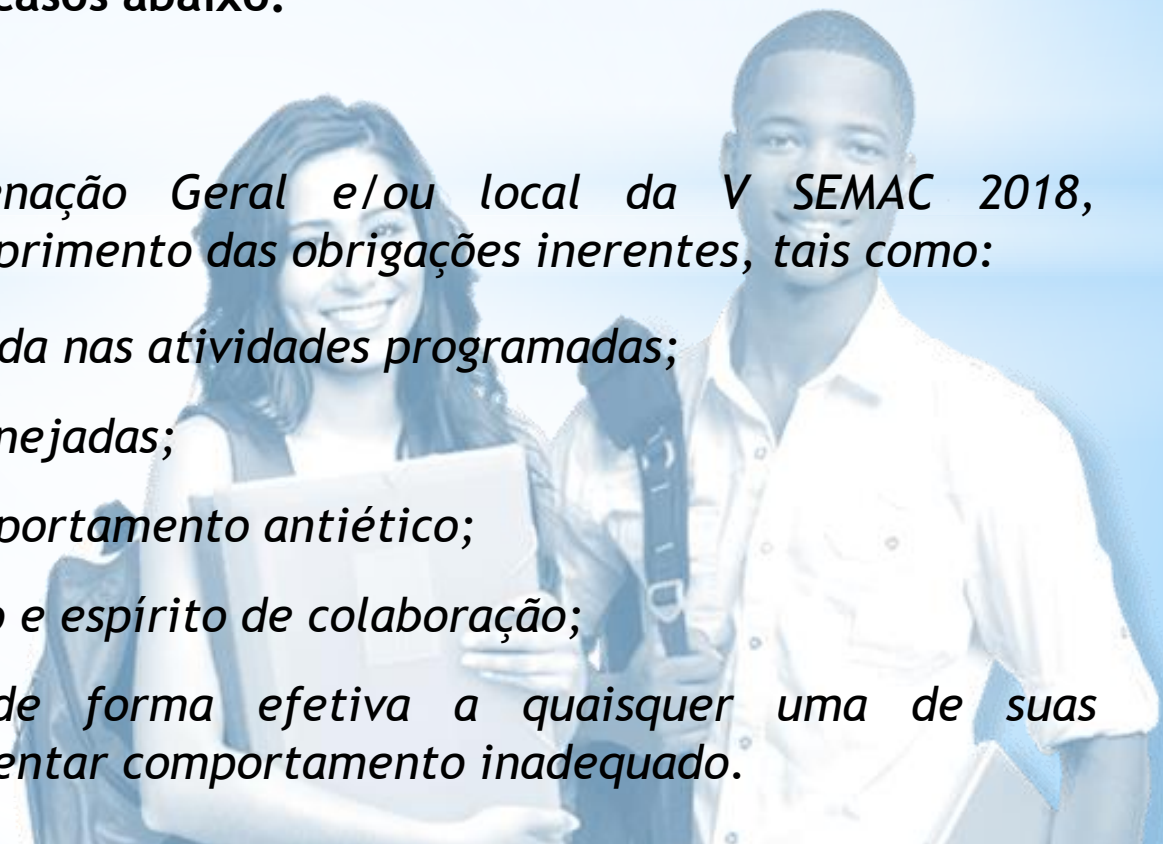 casos abaixo:
enação Geral e/ou local da V SEMAC 2018,
primento das obrigações inerentes, tais como:
da nas atividades programadas;
nejadas;
portamento antiético;
o e espírito de colaboração;
de forma efetiva a quaisquer uma de suas
entar comportamento inadequado.